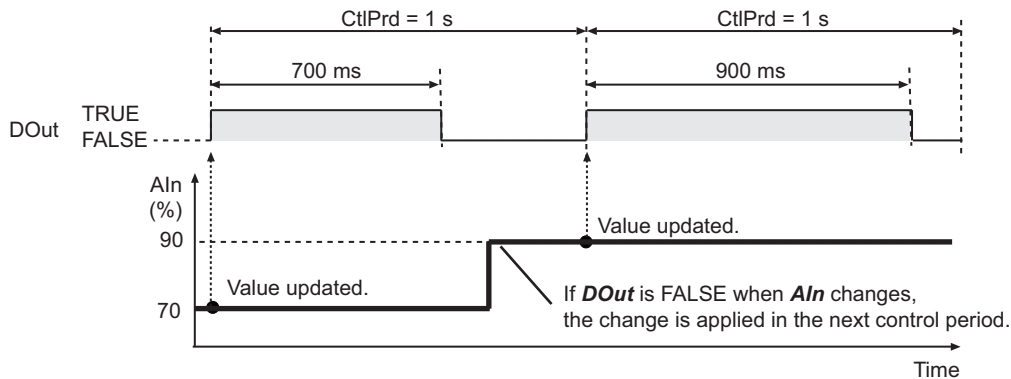 CtlPrd = 1 s
CtlPrd = 1 s
700 ms
900 ms
DOut
TRUE
FALSE
AIn
(%)
90
Value updated.
Value updated.
70
If DOut is FALSE when AIn changes,
the change is applied in the next control period.
Time